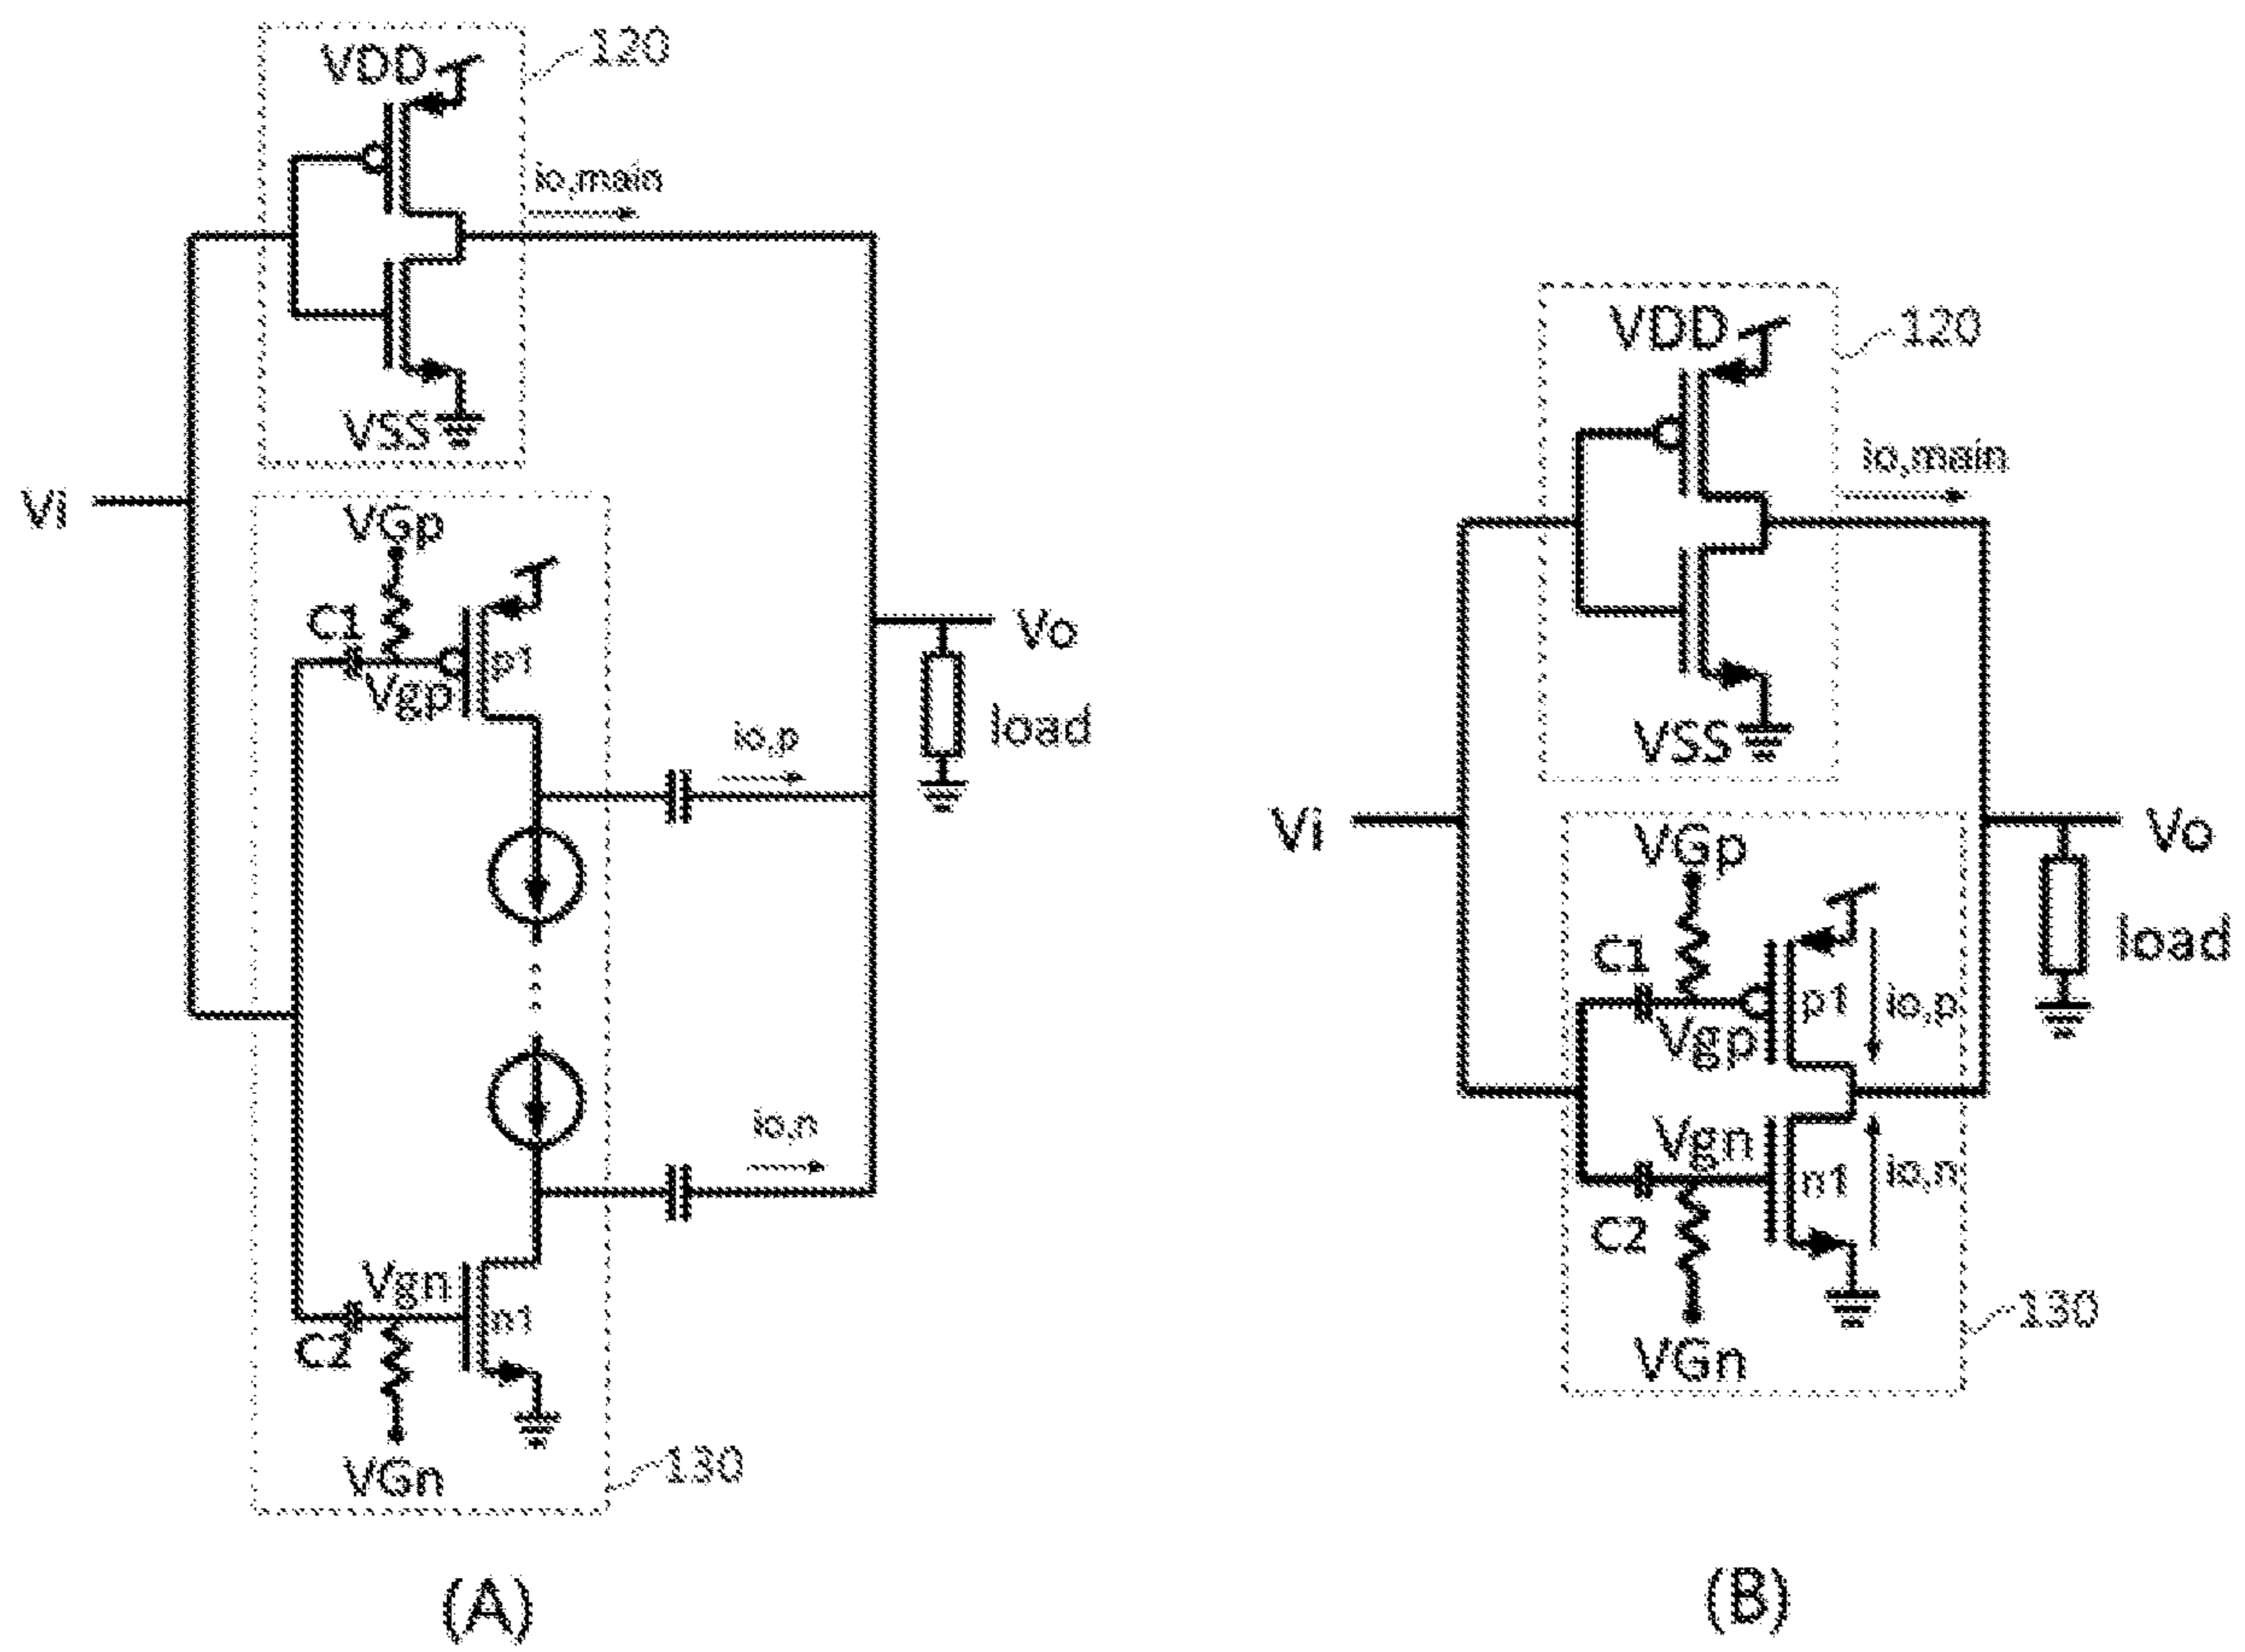 VDD
120
io,main
VSS
Vi
VGp
C1
p1
Vgp
io,p
Vo
load
io,n
Vgn
n1
C2
VGn
130
(A)
VDD
120
io,main
VSS
Vi
VGp
C1
p1
io,p
Vgp
Vo
load
Vgn
n1
io,n
C2
VGn
130
(B)